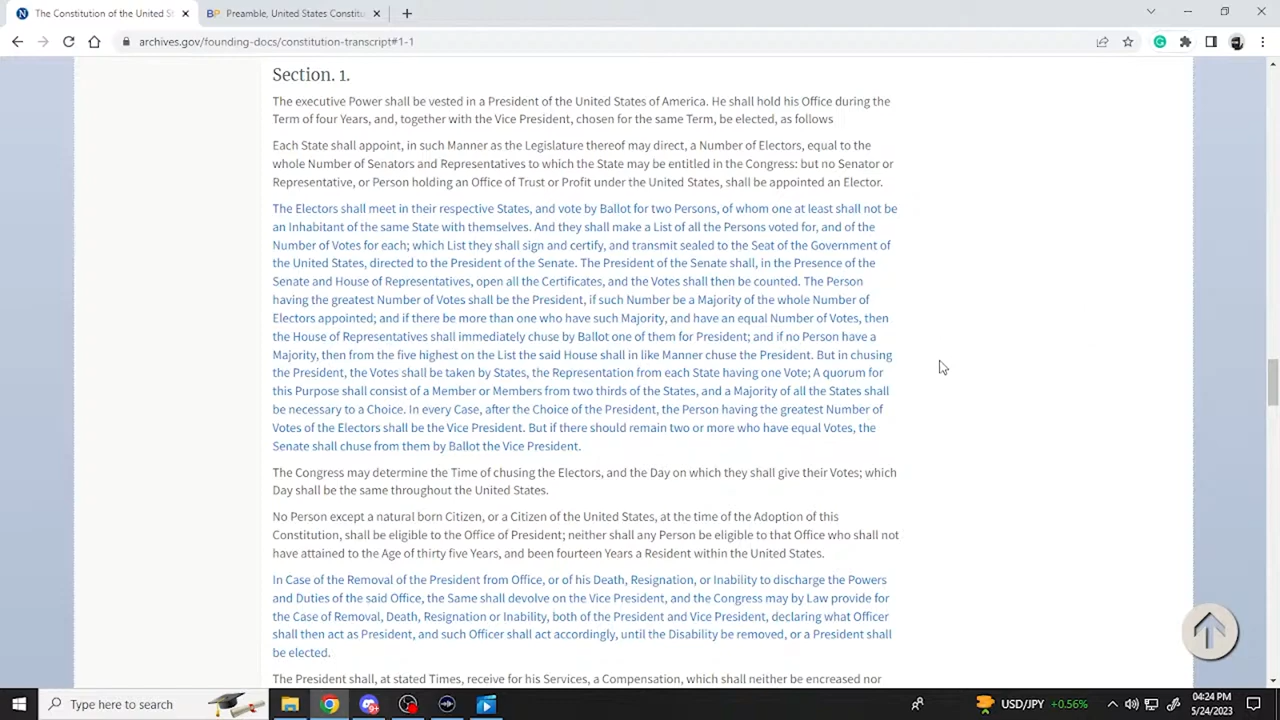 The Constitution of the United St
Preamble, United States Constitu
archives.gov/founding-docs/constitution-transcript#1-1
Section. 1.
The executive Power shall be vested in a President of the United States of America. He shall hold his Office during the
Term of four Years, and, together with the Vice President, chosen for the same Term, be elected, as follows
Each State shall appoint, in such Manner as the Legislature thereof may direct, a Number of Electors, equal to the
whole Number of Senators and Representatives to which the State may be entitled in the Congress: but no Senator or
Representative, or Person holding an Office of Trust or Profit under the United States, shall be appointed an Elector.
The Electors shall meet in their respective States, and vote by Ballot for two Persons, of whom one at least shall not be
an Inhabitant of the same State with themselves. And they shall make a List of all the Persons voted for, and of the
Number of Votes for each; which List they shall sign and certify, and transmit sealed to the Seat of the Government of
the United States, directed to the President of the Senate. The President of the Senate shall, in the Presence of the
Senate and House of Representatives, open all the Certificates, and the Votes shall then be counted. The Person
having the greatest Number of Votes shall be the President, if such Number be a Majority of the whole Number of
Electors appointed; and if there be more than one who have such Majority, and have an equal Number of Votes, then
the House of Representatives shall immediately chuse by Ballot one of them for President; and if no Person have a
Majority, then from the five highest on the List the said House shall in like Manner chuse the President. But in chusing
the President, the Votes shall be taken by States, the Representation from each State having one Vote; A quorum for
this Purpose shall consist of a Member or Members from two thirds of the States, and a Majority of all the States shall
be necessary to a Choice. In every Case, after the Choice of the President, the Person having the greatest Number of
Votes of the Electors shall be the Vice President. But if there should remain two or more who have equal Votes, the
Senate shall chuse from them by Ballot the Vice President.
The Congress may determine the Time of chusing the Electors, and the Day on which they shall give their Votes; which
Day shall be the same throughout the United States.
No Person except a natural born Citizen, or a Citizen of the United States, at the time of the Adoption of this
Constitution, shall be eligible to the Office of President; neither shall any Person be eligible to that Office who shall not
have attained to the Age of thirty five Years, and been fourteen Years a Resident within the United States.
In Case of the Removal of the President from Office, or of his Death, Resignation, or Inability to discharge the Powers
and Duties of the said Office, the Same shall devolve on the Vice President, and the Congress may by Law provide for
the Case of Removal, Death, Resignation or Inability, both of the President and Vice President, declaring what Officer
shall then act as President, and such Officer shall act accordingly, until the Disability be removed, or a President shall
be elected.
The President shall, at stated Times, receive for his Services, a Compensation, which shall neither be encreased nor
Type here to search
USD/JPY +0.56%
04:24 PM
5/24/2023